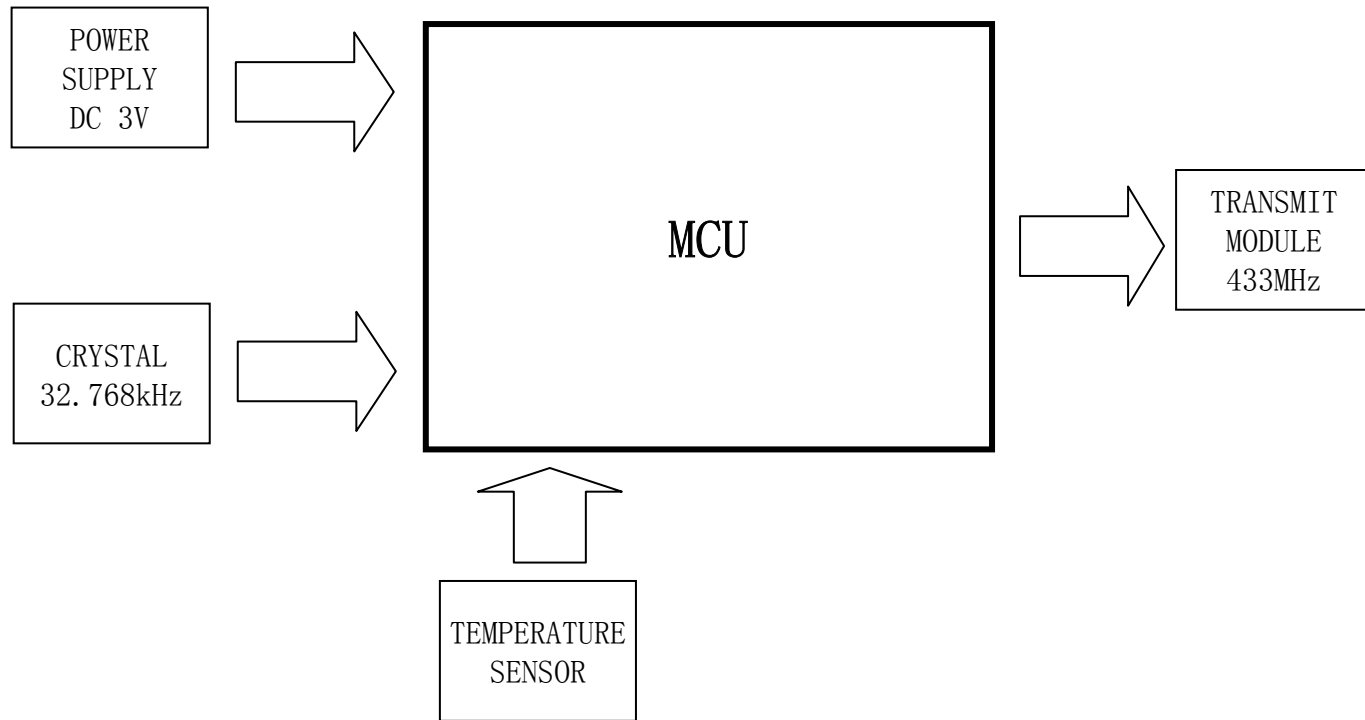 POWER
SUPPLY
DC 3V
MCU
TRANSMIT
MODULE
433MHz
CRYSTAL
32.768kHz
TEMPERATURE
SENSOR